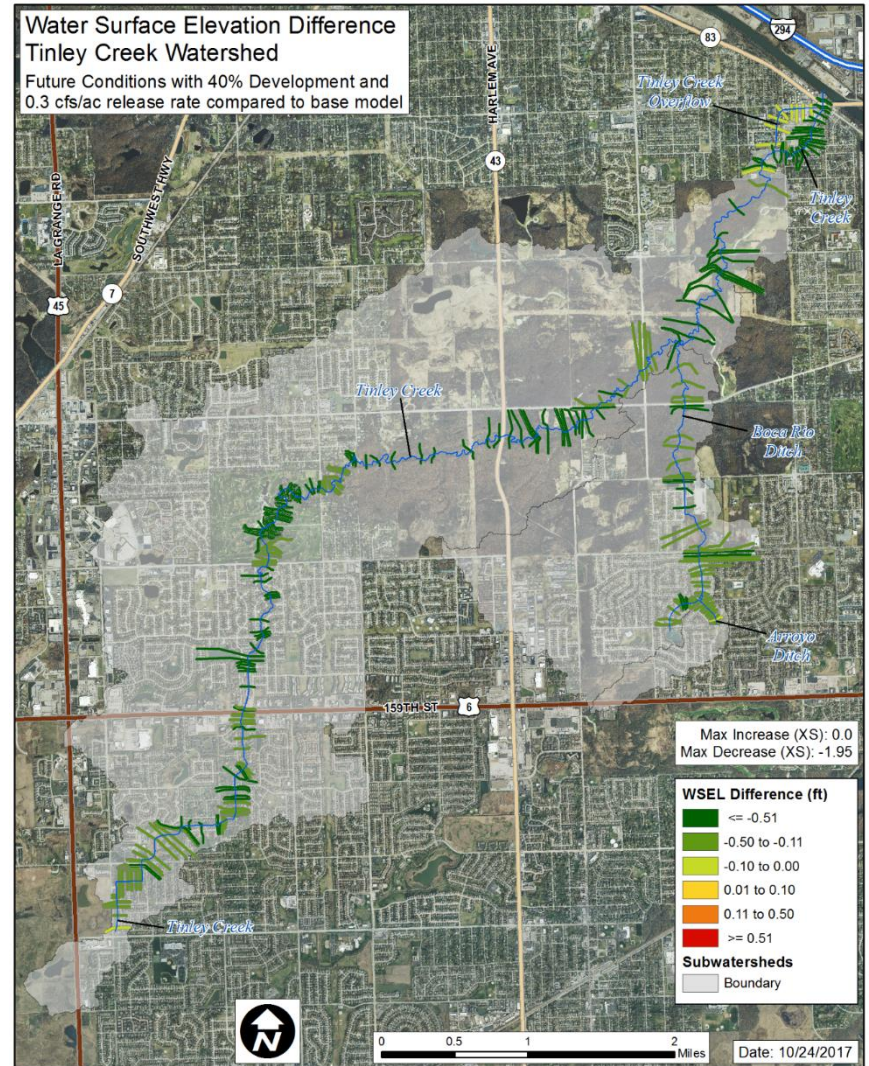 Water Surface Elevation Difference
Tinley Creek Watershed
Future Conditions with 40% Development and
0.3 cfs/ac release rate compared to base model
83
294
Tinley Creek
Overflow
HARLEM AVE
43
LA GRANGE RD
SOUTHWEST HWY
Tinley
Creek
45
7
Tinley Creek
Boca Rio
Ditch
Arroyo
Ditch
159TH ST
6
Max Increase (XS): 0.0
Max Decrease (XS): -1.95
WSEL Difference (ft)
<= -0.51
-0.50 to -0.11
-0.10 to 0.00
0.01 to 0.10
0.11 to 0.50
>= 0.51
Subwatersheds
Boundary
Tinley Creek
N
0 0.5 1 2
Miles
Date: 10/24/2017